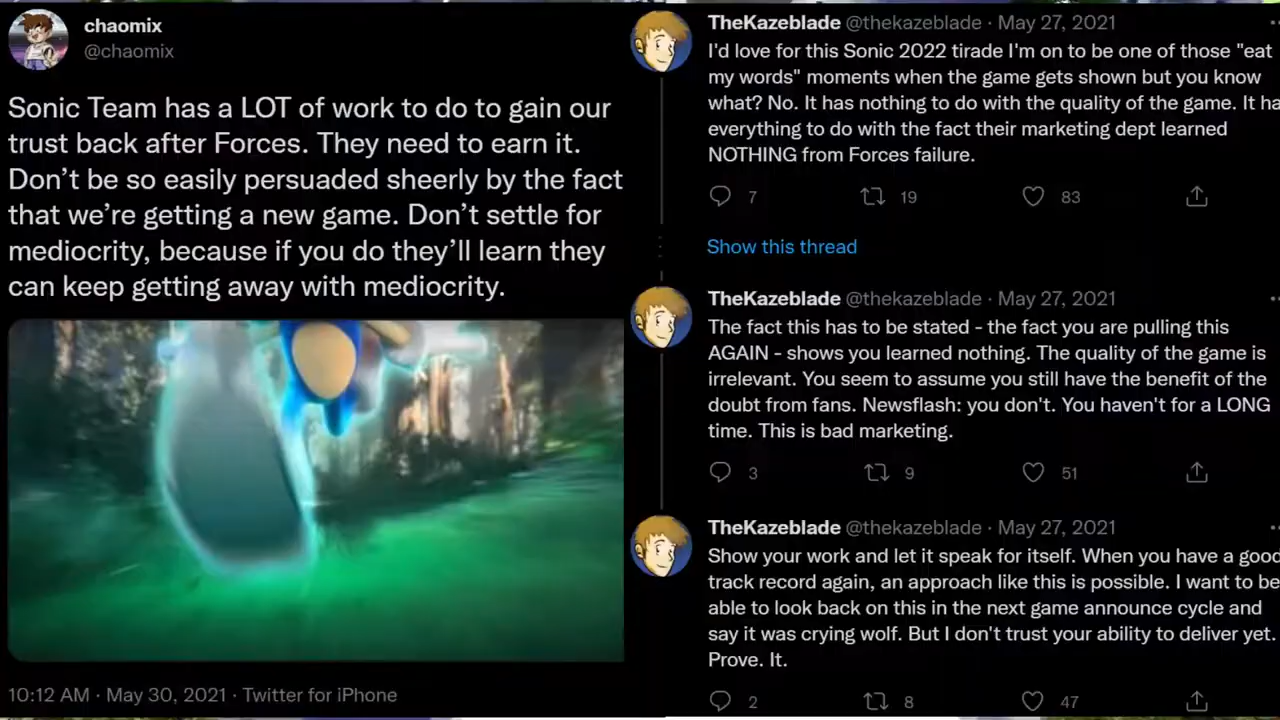 chaomix
@chaomix
Sonic Team has a LOT of work to do to gain our
trust back after Forces. They need to earn it.
Don’t be so easily persuaded sheerly by the fact
that we’re getting a new game. Don’t settle for
mediocrity, because if you do they’ll learn they
can keep getting away with mediocrity.
10:12 AM · May 30, 2021 · Twitter for iPhone
TheKazeblade @thekazeblade · May 27, 2021
I'd love for this Sonic 2022 tirade I'm on to be one of those "eat
my words" moments when the game gets shown but you know
what? No. It has nothing to do with the quality of the game. It ha
everything to do with the fact their marketing dept learned
NOTHING from Forces failure.
7 19 83
Show this thread
TheKazeblade @thekazeblade · May 27, 2021
The fact this has to be stated - the fact you are pulling this
AGAIN - shows you learned nothing. The quality of the game is
irrelevant. You seem to assume you still have the benefit of the
doubt from fans. Newsflash: you don't. You haven't for a LONG
time. This is bad marketing.
3 9 51
TheKazeblade @thekazeblade · May 27, 2021
Show your work and let it speak for itself. When you have a good
track record again, an approach like this is possible. I want to be
able to look back on this in the next game announce cycle and
say it was crying wolf. But I don't trust your ability to deliver yet.
Prove. It.
2 8 47